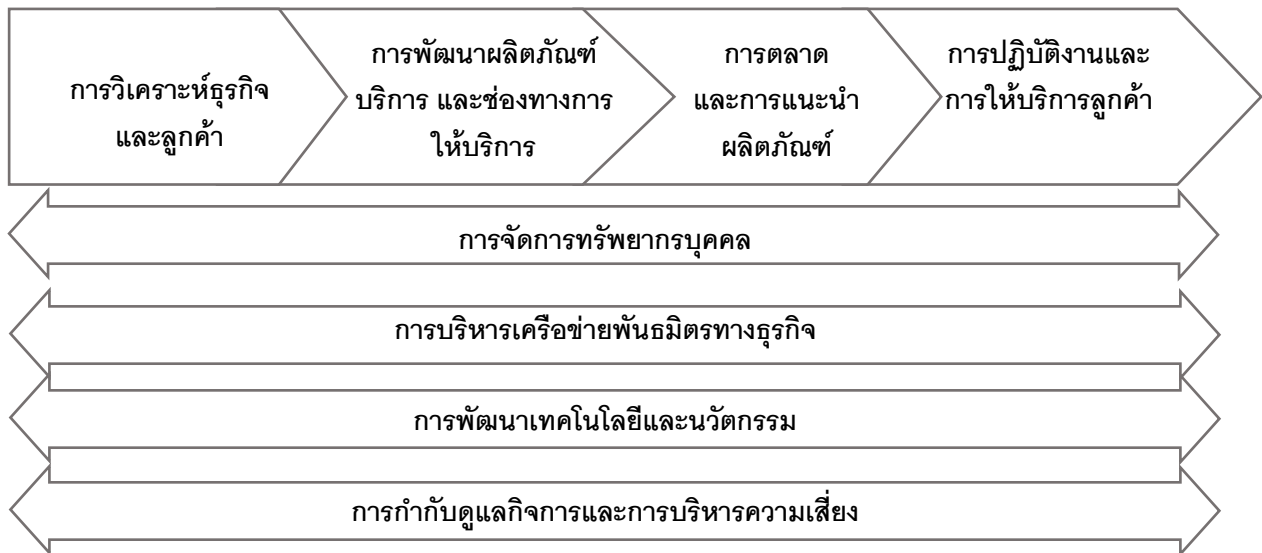 การวิเคราะห์ธุรกิจ
และลูกค้า
การพัฒนาผลิตภัณฑ์
บริการ และช่องทางการ
ให้บริการ
การตลาด
และการแนะนำ
ผลิตภัณฑ์
การปฏิบัติงานและ
การให้บริการลูกค้า
การจัดการทรัพยากรบุคคล
การบริหารเครือข่ายพันธมิตรทางธุรกิจ
การพัฒนาเทคโนโลยีและนวัตกรรม
การกำกับดูแลกิจการและการบริหารความเสี่ยง